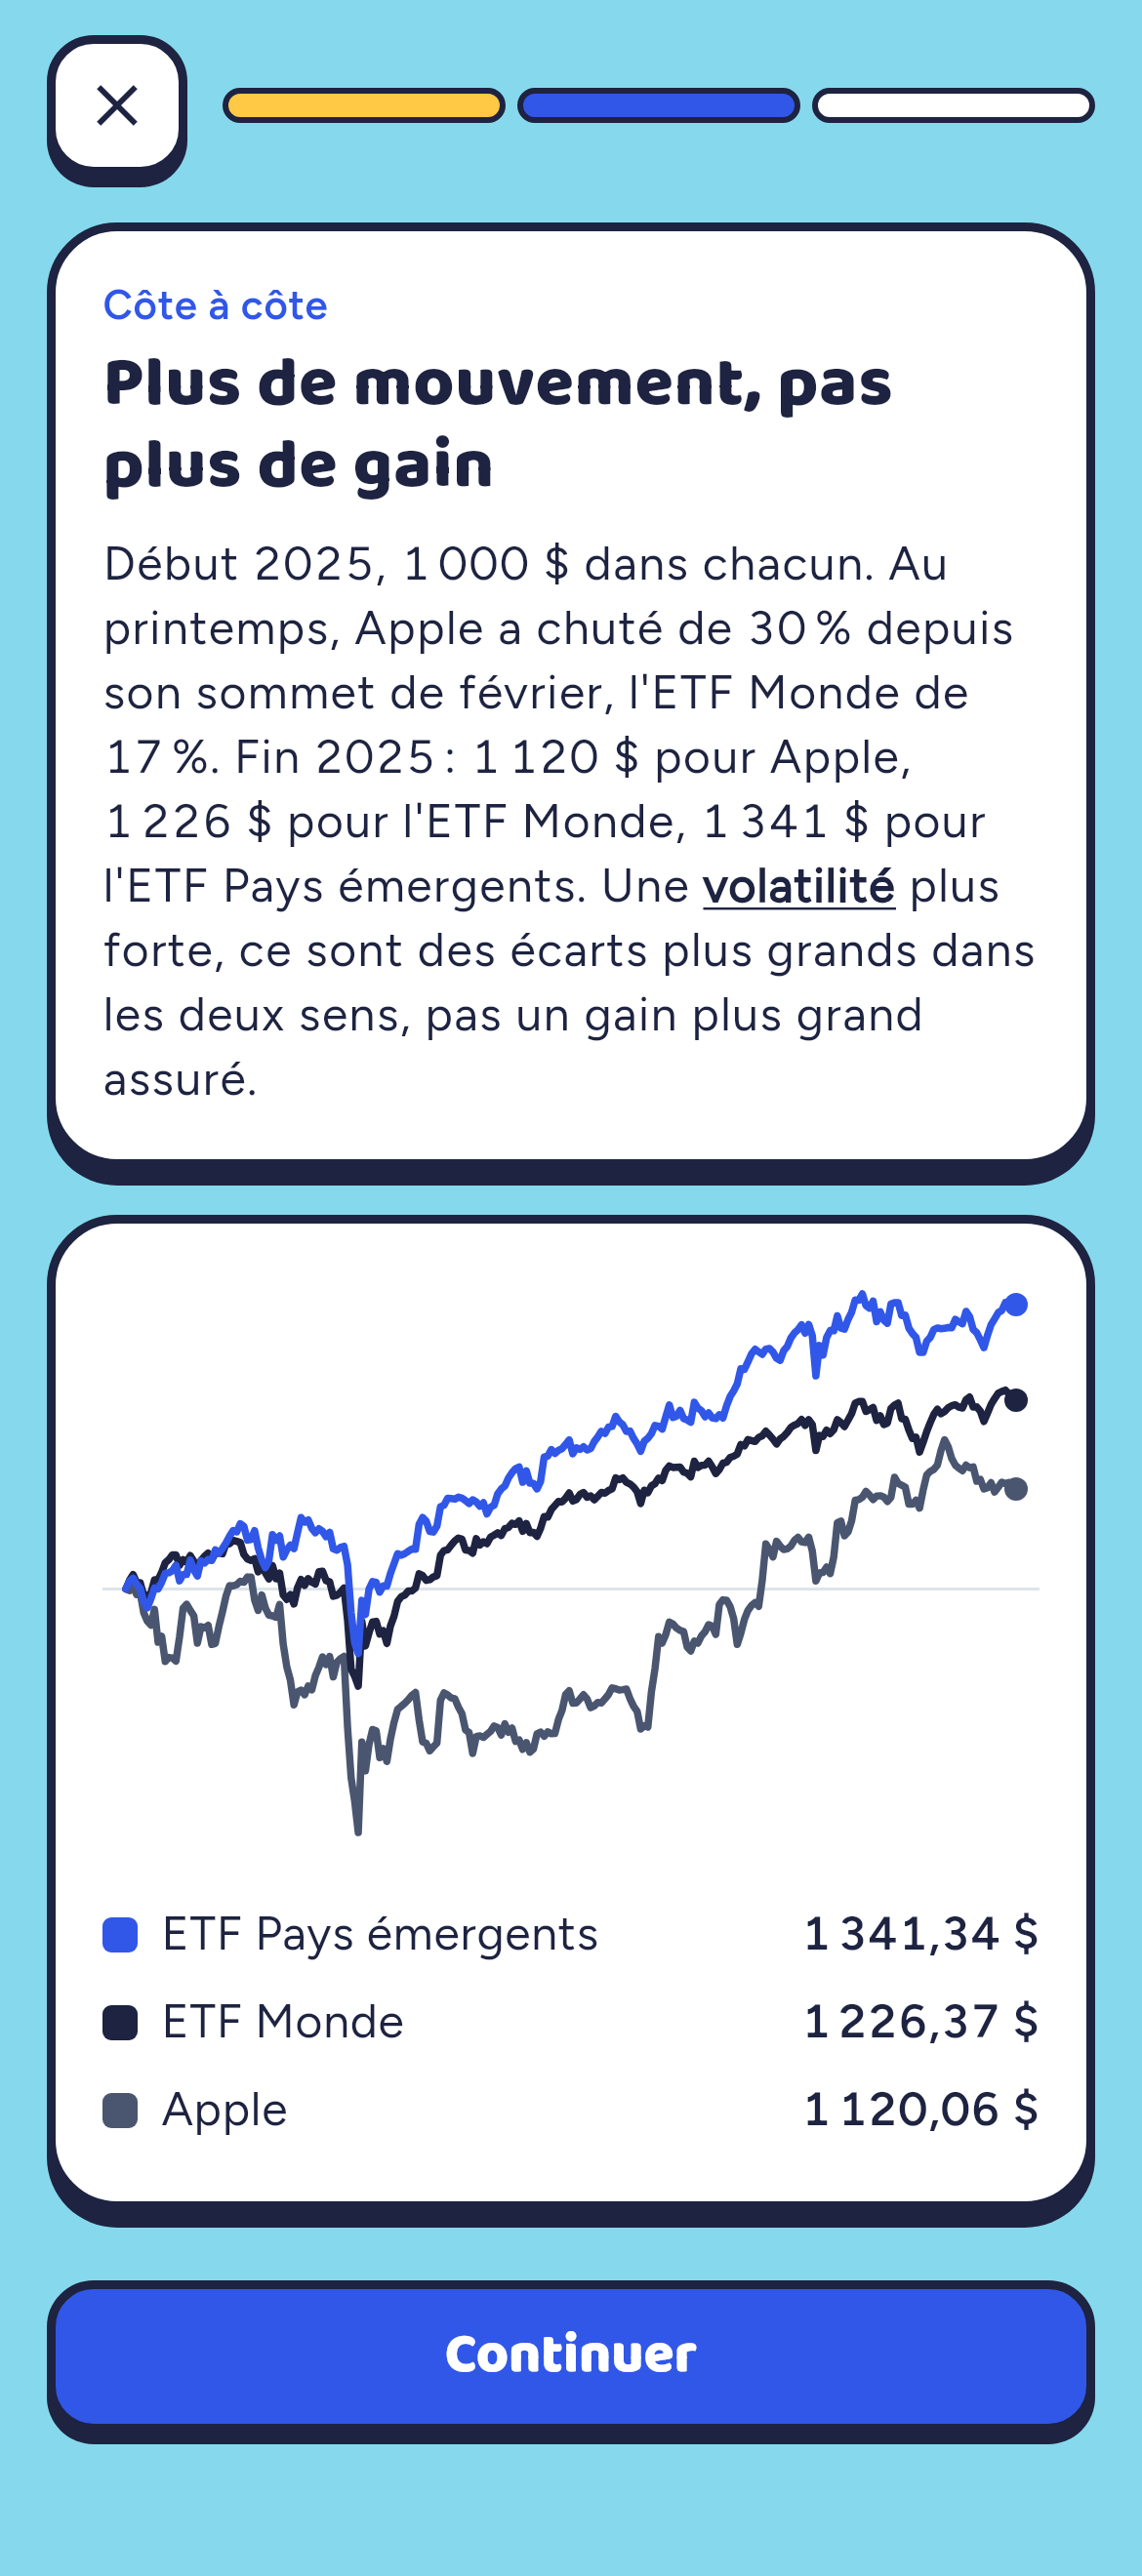 Côte à côte
Plus de mouvement, pas
plus de gain
Début 2025, 1 000 $ dans chacun. Au
printemps, Apple a chuté de 30 % depuis
son sommet de février, l'ETF Monde de
17 %. Fin 2025 : 1 120 $ pour Apple,
1 226 $ pour l'ETF Monde, 1 341 $ pour
l'ETF Pays émergents. Une volatilité plus
forte, ce sont des écarts plus grands dans
les deux sens, pas un gain plus grand
assuré.
ETF Pays émergents 1 341,34 $
ETF Monde 1 226,37 $
Apple 1 120,06 $
Continuer